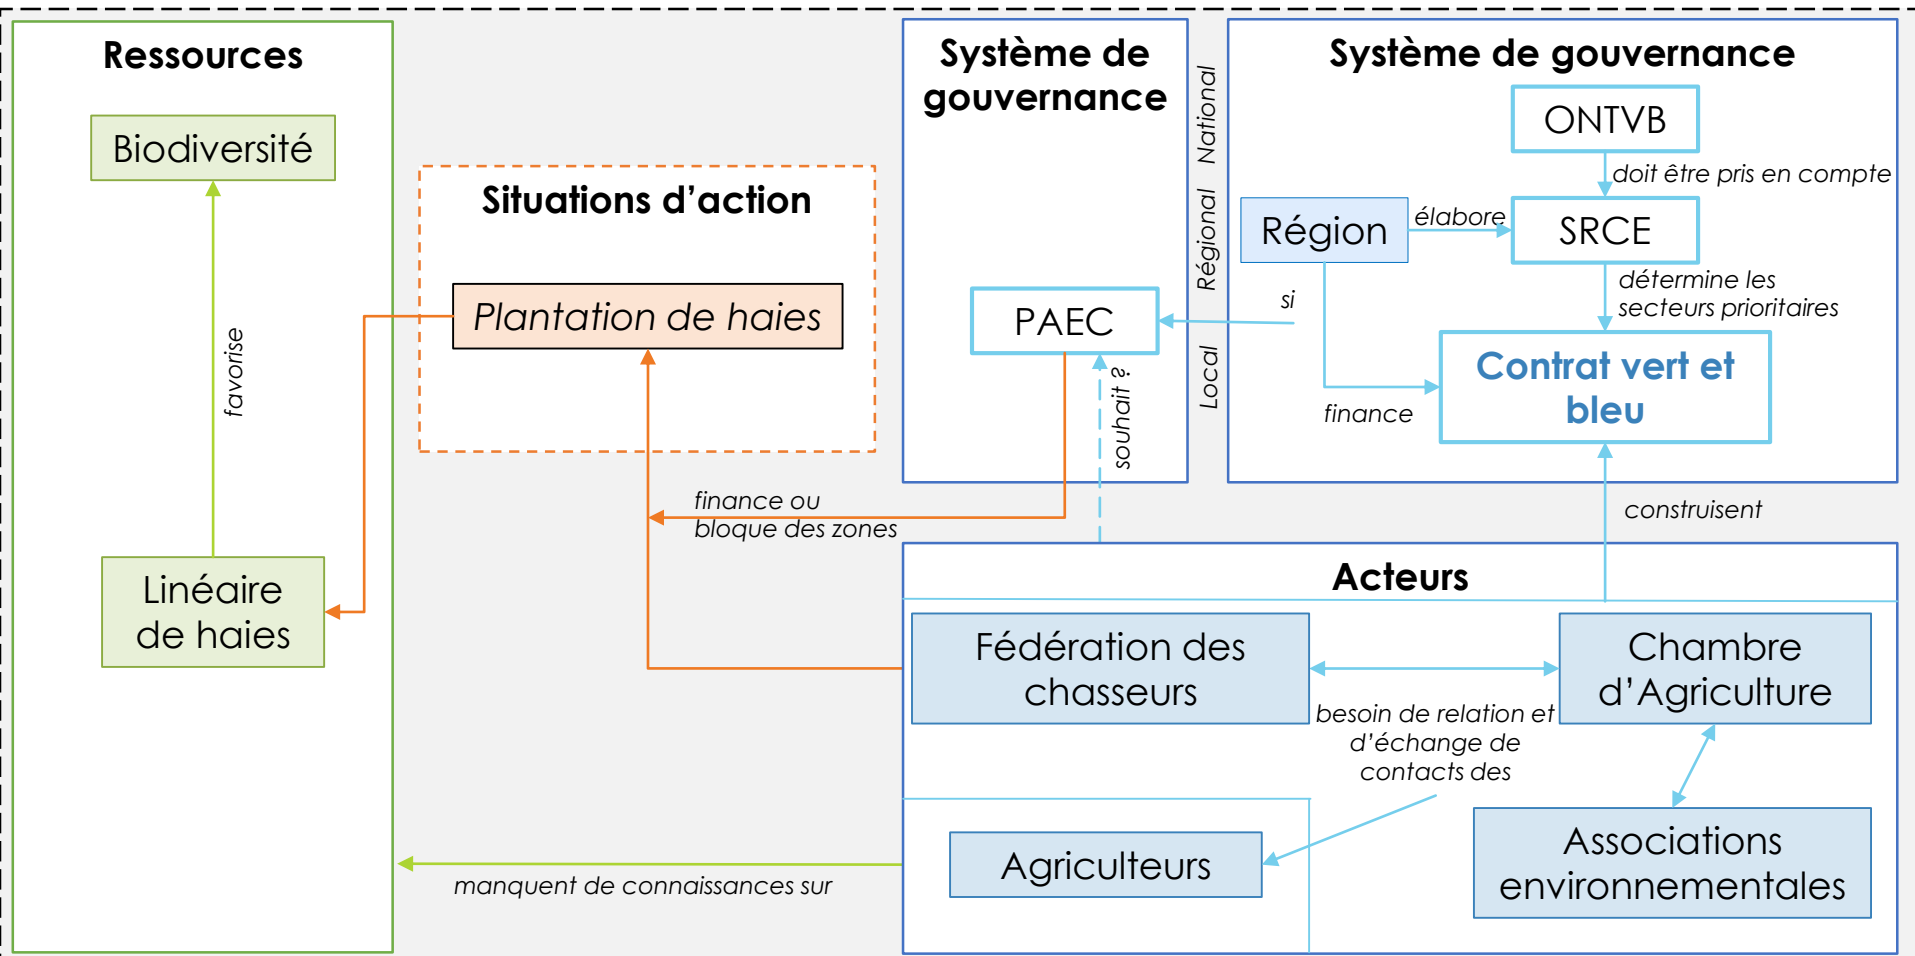 Ressources
Biodiversité
favorise
Linéaire
de haies
Situations d'action
Plantation de haies
finance ou
bloque des zones
manquent de connaissances sur
Système de
gouvernance
PAEC
souhait ?
National
Régional
Local
Système de gouvernance
ONTVB
doit être pris en compte
Région
élabore
SRCE
détermine les
secteurs prioritaires
si
finance
Contrat vert et
bleu
construisent
Acteurs
Fédération des
chasseurs
Chambre
d'Agriculture
besoin de relation et
d'échange de
contacts des
Agriculteurs
Associations
environnementales